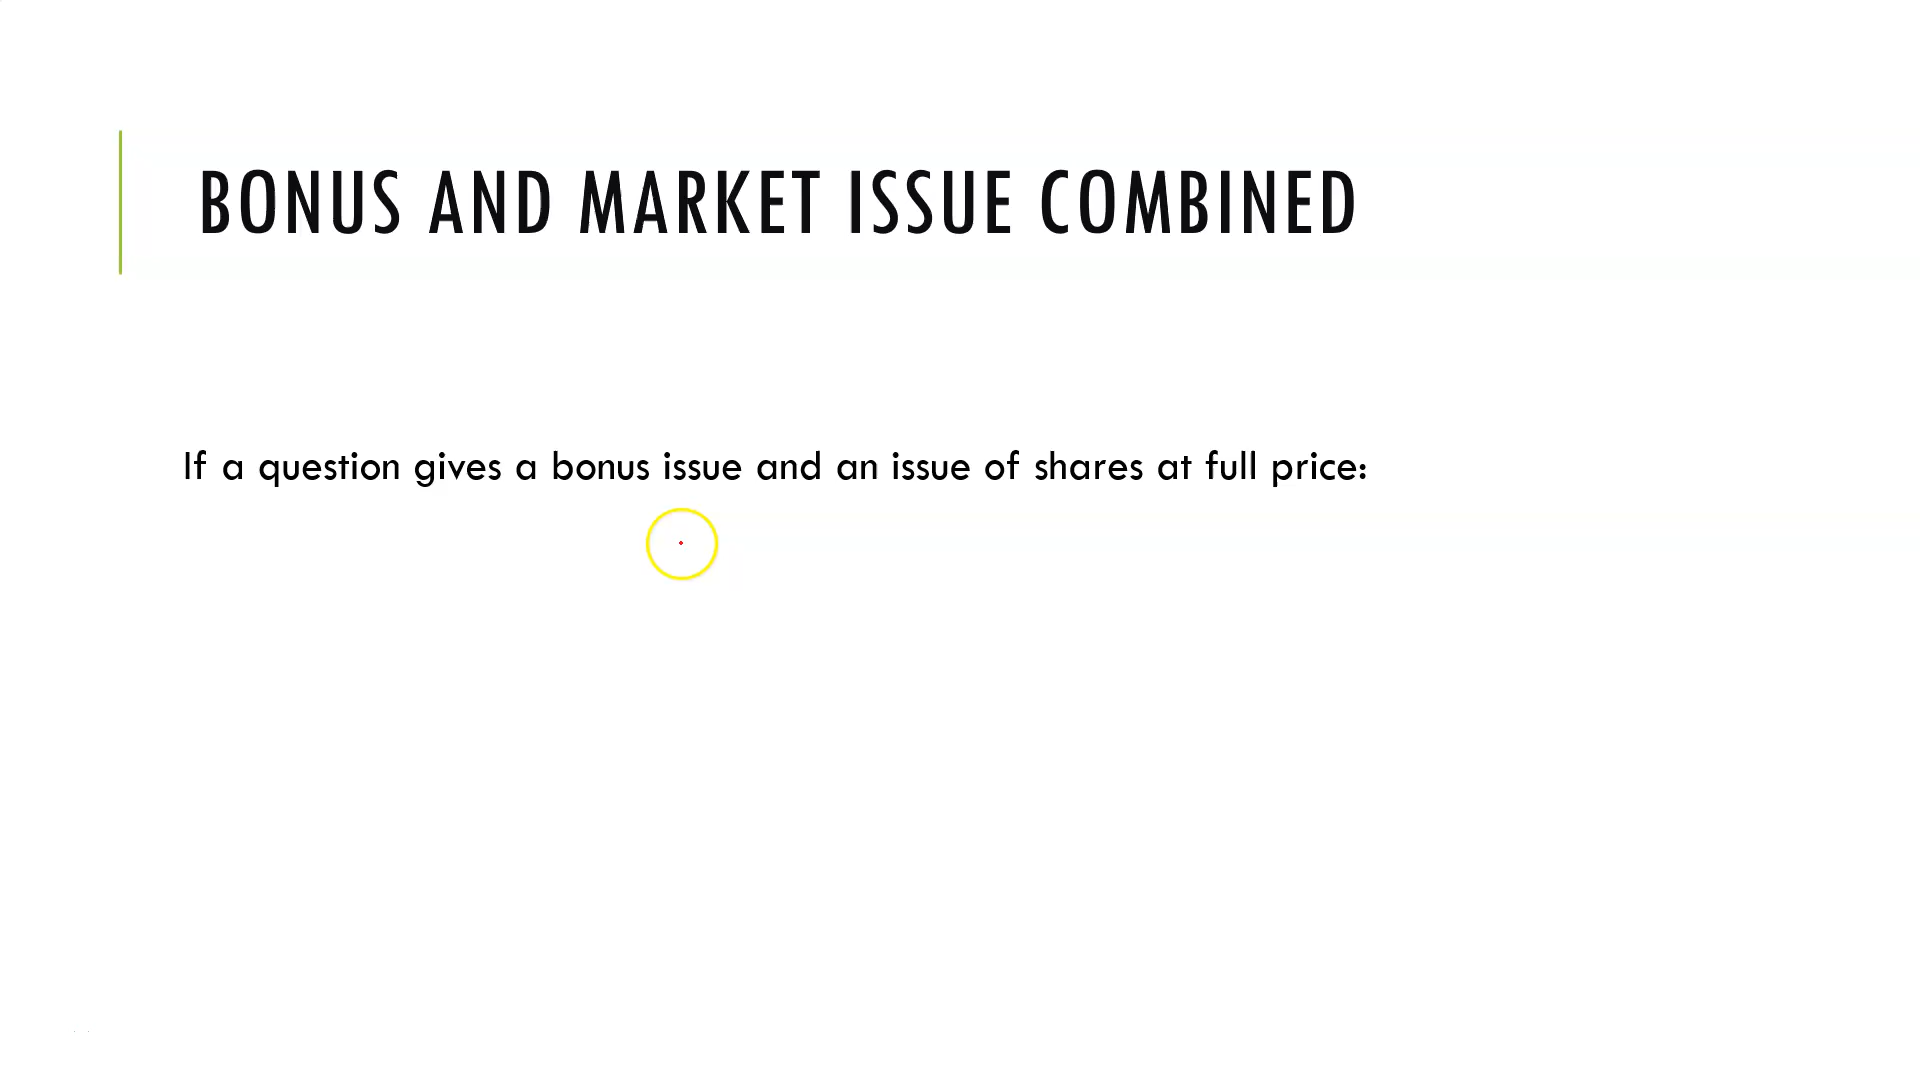 BONUS AND MARKET ISSUE COMBINED
If a question gives a bonus issue and an issue of shares at full price: